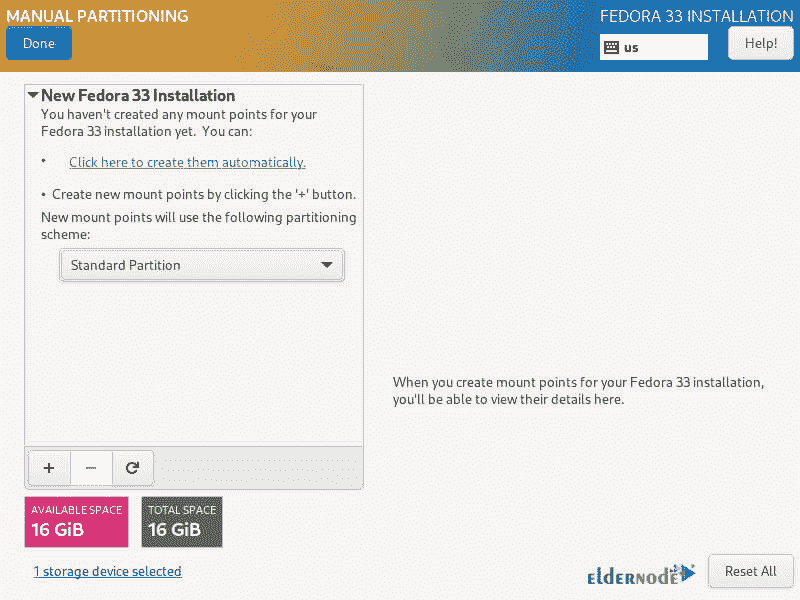 MANUAL PARTITIONING
FEDORA 33 INSTALLATION
Done
us
Help!
New Fedora 33 Installation
You haven't created any mount points for your
Fedora 33 installation yet. You can:
• Click here to create them automatically.
• Create new mount points by clicking the '+' button.
New mount points will use the following partitioning
scheme:
Standard Partition
When you create mount points for your Fedora 33 installation,
you'll be able to view their details here.
+ −
AVAILABLE SPACE
16 GiB
TOTAL SPACE
16 GiB
1 storage device selected
ELDERNODE
Reset All